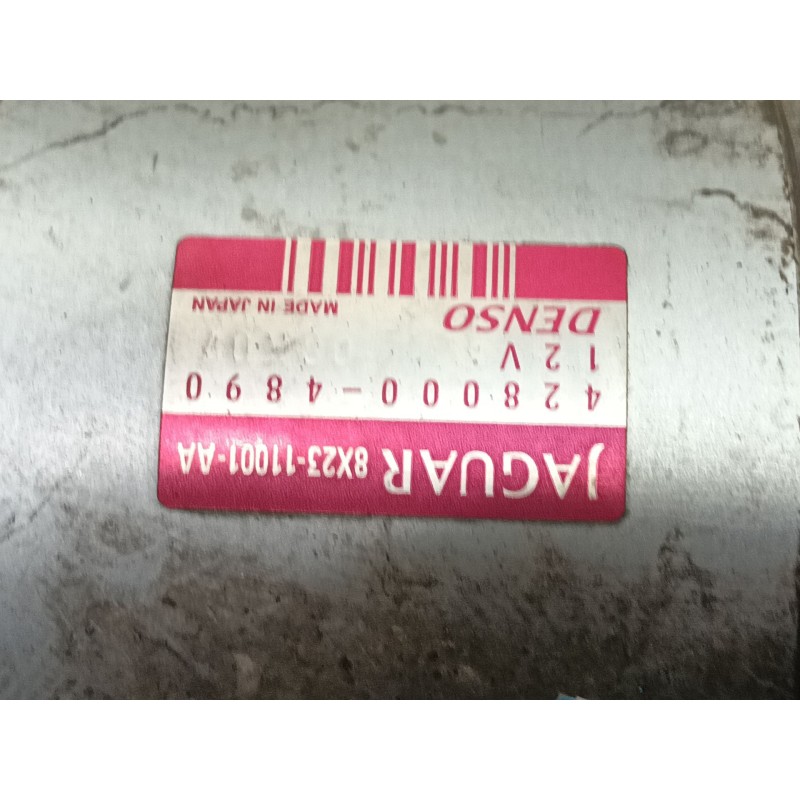 JAGUAR 8X23-11001-AA
428000-4890
12V
DENSO MADE IN JAPAN